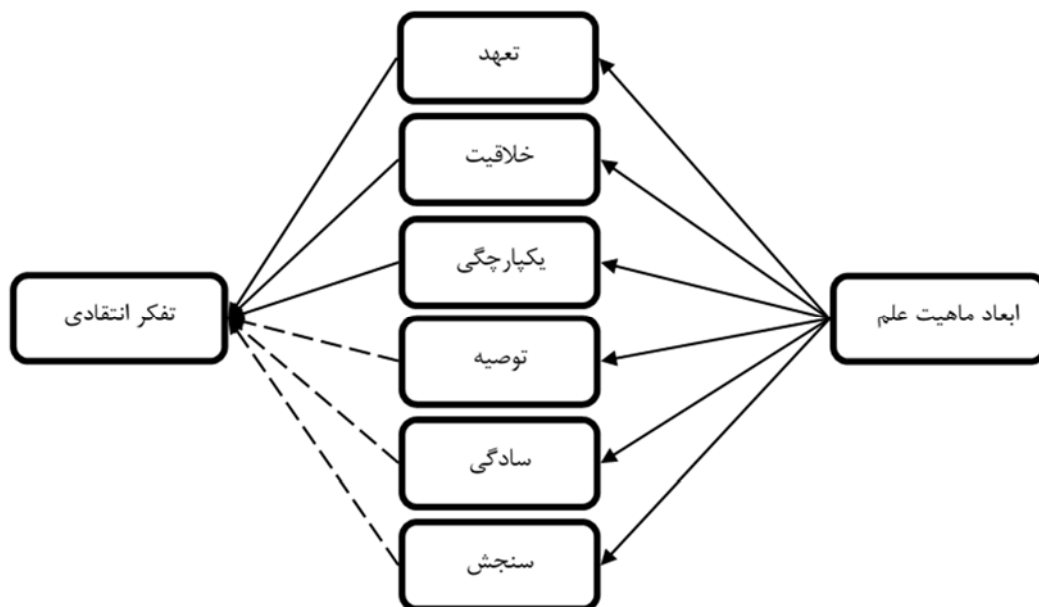 تعهد
خلاقیت
یکپارچگی
ابعاد ماهیت علم
تفکر انتقادی
توصیه
سادگی
سنجش